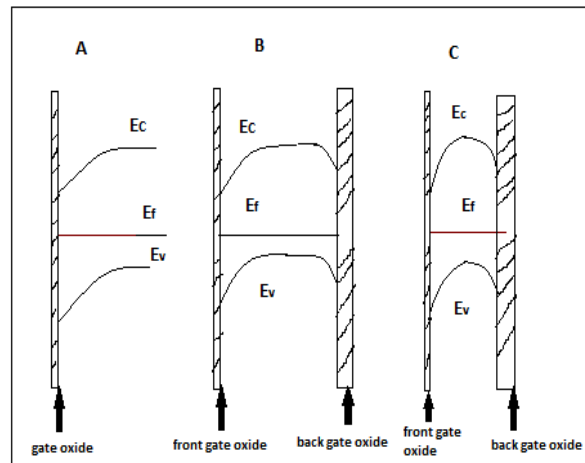 A
B
C
Ec
Ec
Ec
Ef
Ef
Ef
Ev
Ev
Ev
gate oxide
front gate oxide
back gate oxide
front gate
oxide
back gate oxide